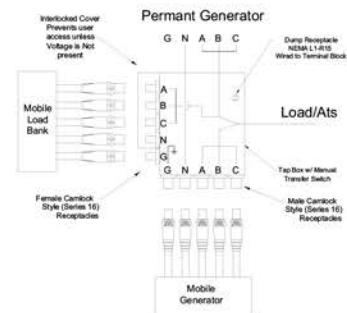 Permant Generator
Interlocked Cover
Prevents user
access unless
Voltage is Not
present
G N A B C
Dump Receptacle
NEMA L1-R15
Wired to Terminal Block
Mobile
Load
Bank
A
B
C
N
G
Load/Ats
Tap Box w/ Manual
Transfer Switch
G N A B C
Female Camlock
Style (Series 16)
Receptacles
Male Camlock
Style (Series 16)
Receptacles
Mobile
Generator